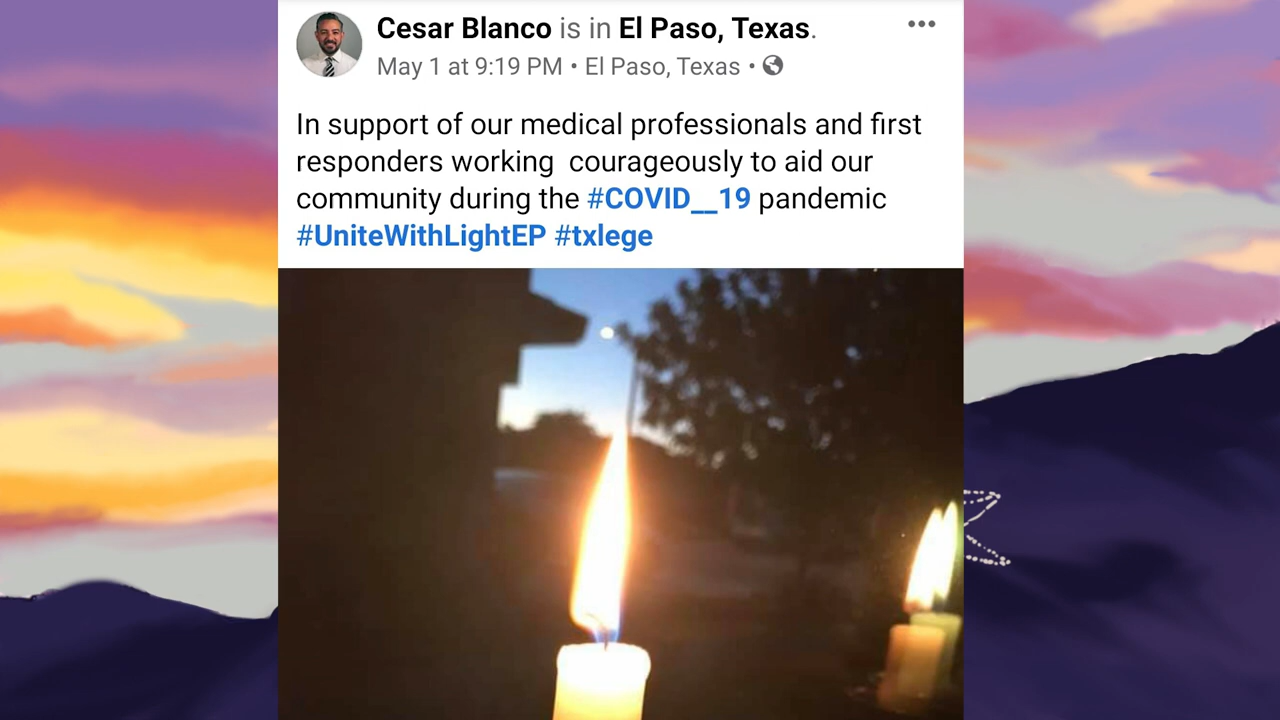 Cesar Blanco is in El Paso, Texas.
May 1 at 9:19 PM • El Paso, Texas •
In support of our medical professionals and first
responders working  courageously to aid our
community during the #COVID__19 pandemic
#UniteWithLightEP #txlege